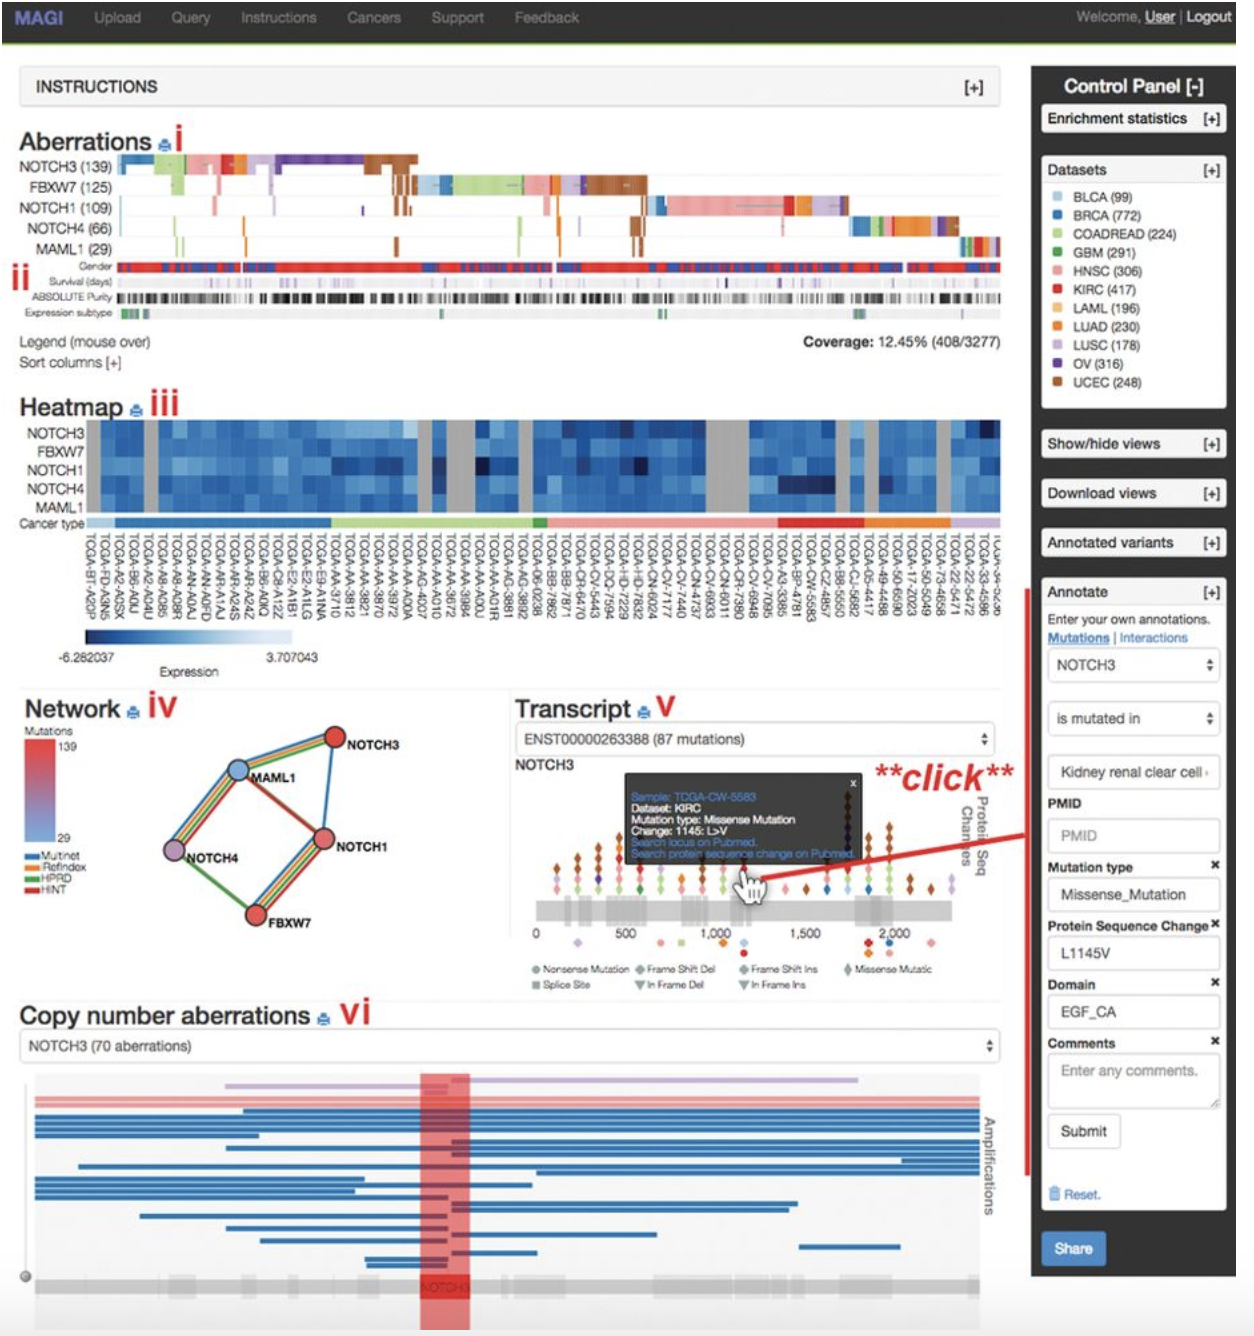 MAGI Upload Query Instructions Cancers Support Feedback Welcome, User | Logout
INSTRUCTIONS [+]
Aberrations i
NOTCH3 (139)
FBXW7 (125)
NOTCH1 (109)
NOTCH4 (66)
MAML1 (29)
ii
Gender
Survival (days)
ABSOLUTE Purity
Expression subtype
Legend (mouse over)
Coverage: 12.45% (408/3277)
Sort columns [+]
Heatmap iii
NOTCH3
FBXW7
NOTCH1
NOTCH4
MAML1
Cancer type
TCGA-BT-A20P
TCGA-FD-A3N5
TCGA-A2-A0SX
TCGA-B6-A0IJ
TCGA-A2-A04U
TCGA-A8-A085
TCGA-A8-A08R
TCGA-AN-A0AJ
TCGA-AN-A0FD
TCGA-AR-A1AJ
TCGA-AR-A24S
TCGA-AR-A24Z
TCGA-B6-A0IQ
TCGA-C8-A12Z
TCGA-E2-A1B1
TCGA-E2-A1LG
TCGA-E9-A1NA
TCGA-AA-3710
TCGA-AA-3812
TCGA-AA-3821
TCGA-AA-3870
TCGA-AA-3972
TCGA-AA-A00A
TCGA-AG-4007
TCGA-AA-A010
TCGA-AA-3672
TCGA-AA-3984
TCGA-AA-A00J
TCGA-AA-A01R
TCGA-AG-3881
TCGA-AG-3892
TCGA-06-0238
TCGA-BB-7862
TCGA-BB-7871
TCGA-CR-6470
TCGA-CV-5443
TCGA-DQ-7594
TCGA-HD-7229
TCGA-HD-7832
TCGA-CN-6024
TCGA-CV-7177
TCGA-CV-7440
TCGA-CN-4737
TCGA-CV-6933
TCGA-CN-6011
TCGA-CR-7380
TCGA-CV-6948
TCGA-CV-7095
TCGA-A3-3385
TCGA-BP-4781
TCGA-CW-5583
TCGA-CZ-4857
TCGA-B8-5550
TCGA-CJ-5682
TCGA-05-4417
TCGA-49-4488
TCGA-50-6590
TCGA-17-Z023
TCGA-50-5049
TCGA-73-4658
TCGA-22-5471
TCGA-22-5472
TCGA-33-4586
-6.282037 3.707043
Expression
Network iv
Mutations
139
29
Multinet
iRefIndex
HPRD
HINT
NOTCH3
MAML1
NOTCH1
NOTCH4
FBXW7
Transcript v
ENST00000263388 (87 mutations)
NOTCH3
**click**
x
Sample: TCGA-CW-5583
Dataset: KIRC
Mutation type: Missense Mutation
Change: 1145: L>V
Search locus on Pubmed.
Search protein sequence change on Pubmed.
Protein Seq
Changes
0 500 1,000 1,500 2,000
Nonsense Mutation Frame Shift Del Frame Shift Ins Missense Mutatic
Splice Site In Frame Del In Frame Ins
Copy number aberrations vi
NOTCH3 (70 aberrations)
Amplifications
NOTCH3
Control Panel [-]
Enrichment statistics [+]
Datasets [+]
BLCA (99)
BRCA (772)
COADREAD (224)
GBM (291)
HNSC (306)
KIRC (417)
LAML (196)
LUAD (230)
LUSC (178)
OV (316)
UCEC (248)
Show/hide views [+]
Download views [+]
Annotated variants [+]
Annotate [+]
Enter your own annotations.
Mutations | Interactions
NOTCH3
is mutated in
Kidney renal clear cell
PMID
PMID
Mutation type x
Missense_Mutation
Protein Sequence Change x
L1145V
Domain x
EGF_CA
Comments x
Enter any comments.
Submit
Reset.
Share